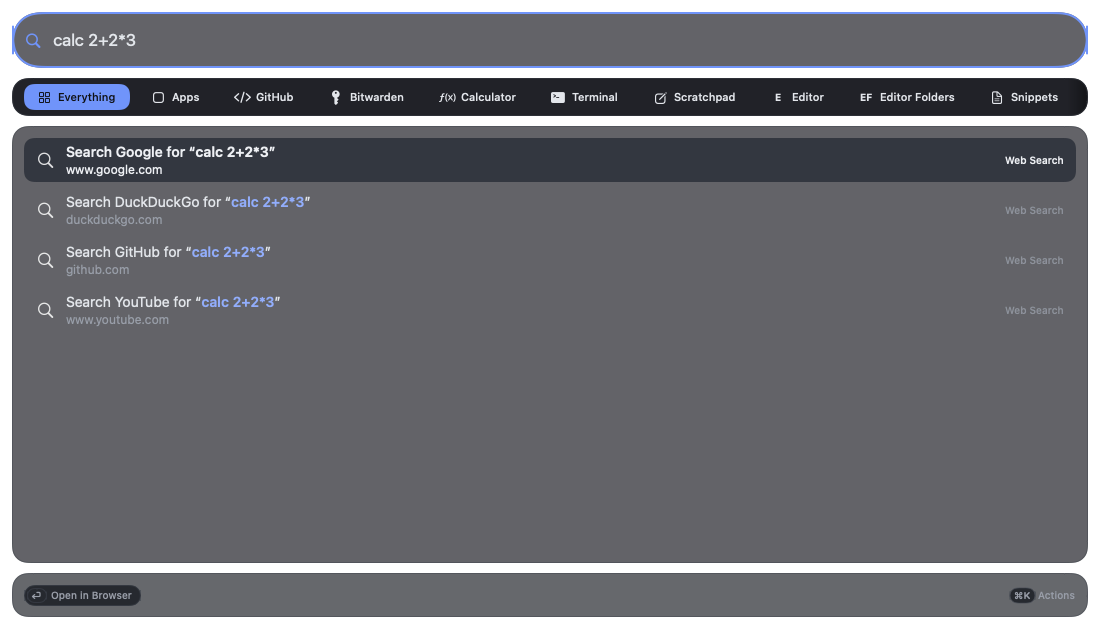 calc 2+2*3
Everything Apps </> GitHub Bitwarden f(x) Calculator Terminal Scratchpad E Editor EF Editor Folders Snippets
Search Google for “calc 2+2*3”
www.google.com
Web Search
Search DuckDuckGo for “calc 2+2*3”
duckduckgo.com
Web Search
Search GitHub for “calc 2+2*3”
github.com
Web Search
Search YouTube for “calc 2+2*3”
www.youtube.com
Web Search
Open in Browser
⌘K Actions